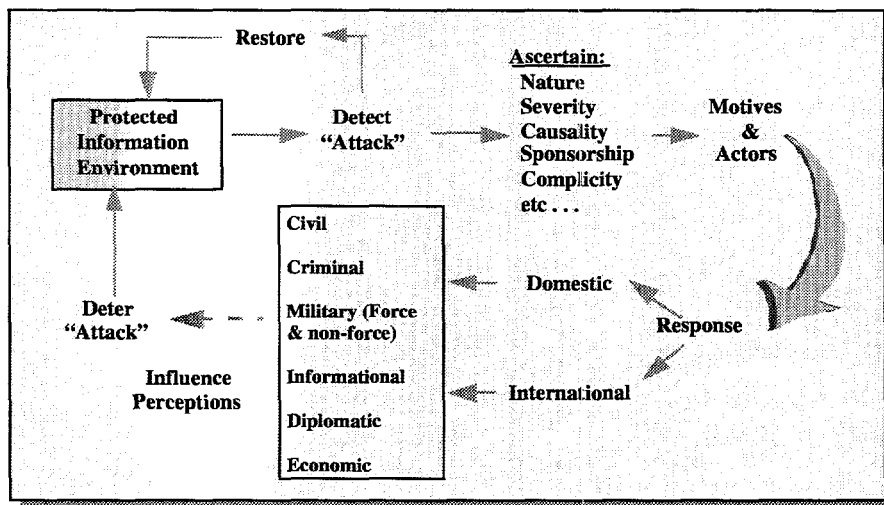 Restore
Protected
Information
Environment
Detect
“Attack”
Ascertain:
Nature
Severity
Causality
Sponsorship
Complicity
etc . . .
Motives
&
Actors
Civil
Criminal
Military (Force
& non-force)
Informational
Diplomatic
Economic
Domestic
International
Response
Deter
“Attack”
Influence
Perceptions